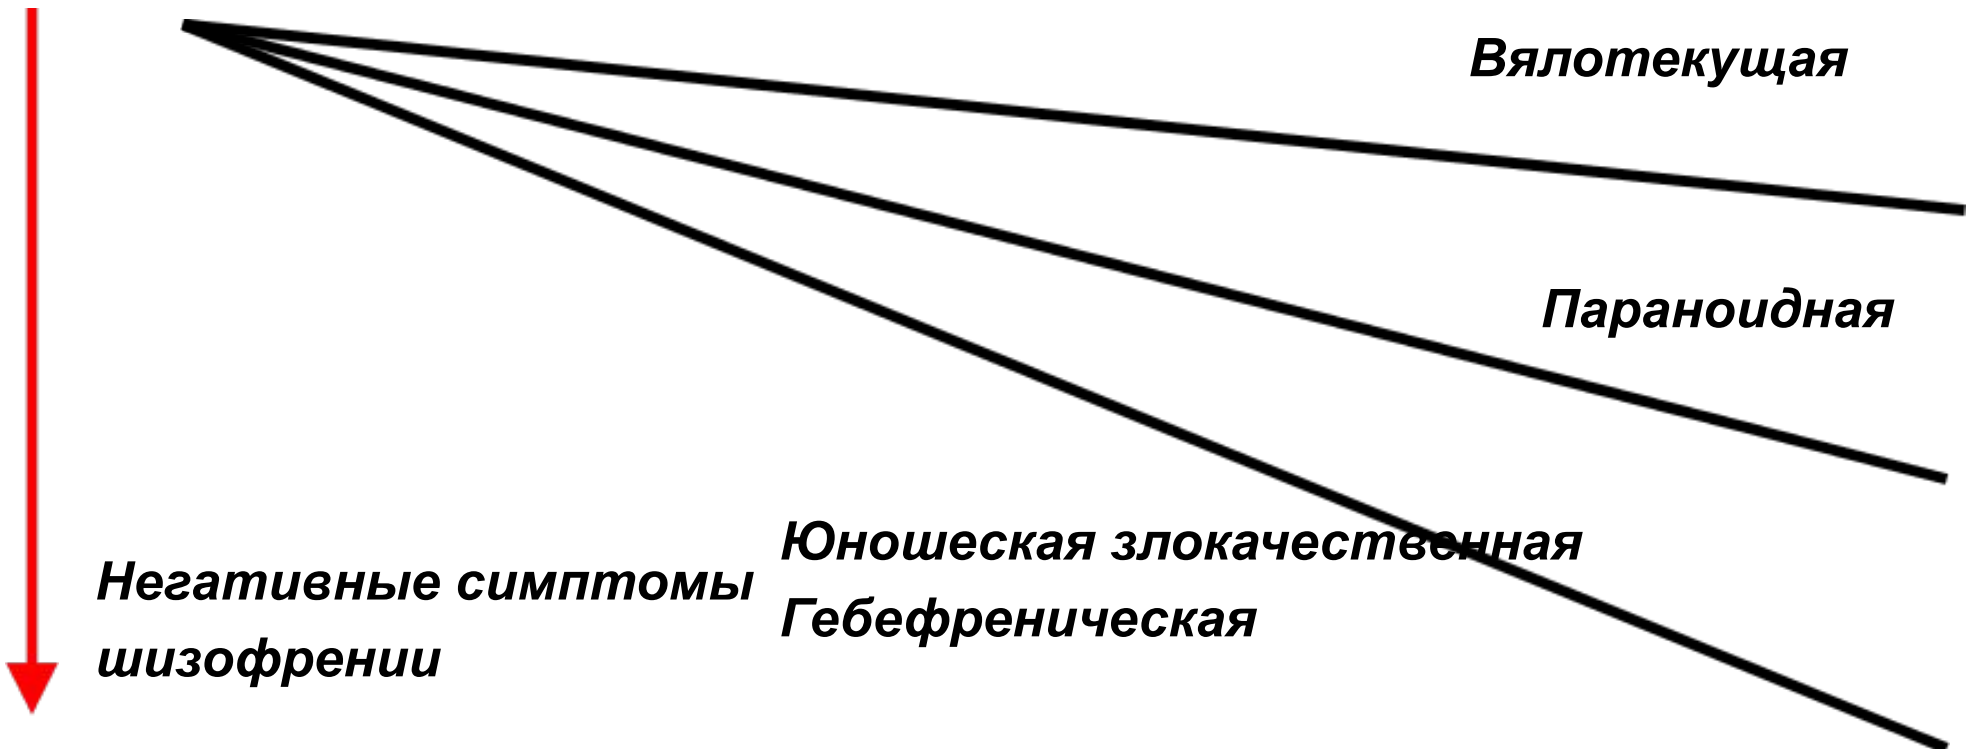 Вялотекущая
Параноидная
Юношеская злокачественная
Гебефреническая
Негативные симптомы
шизофрении